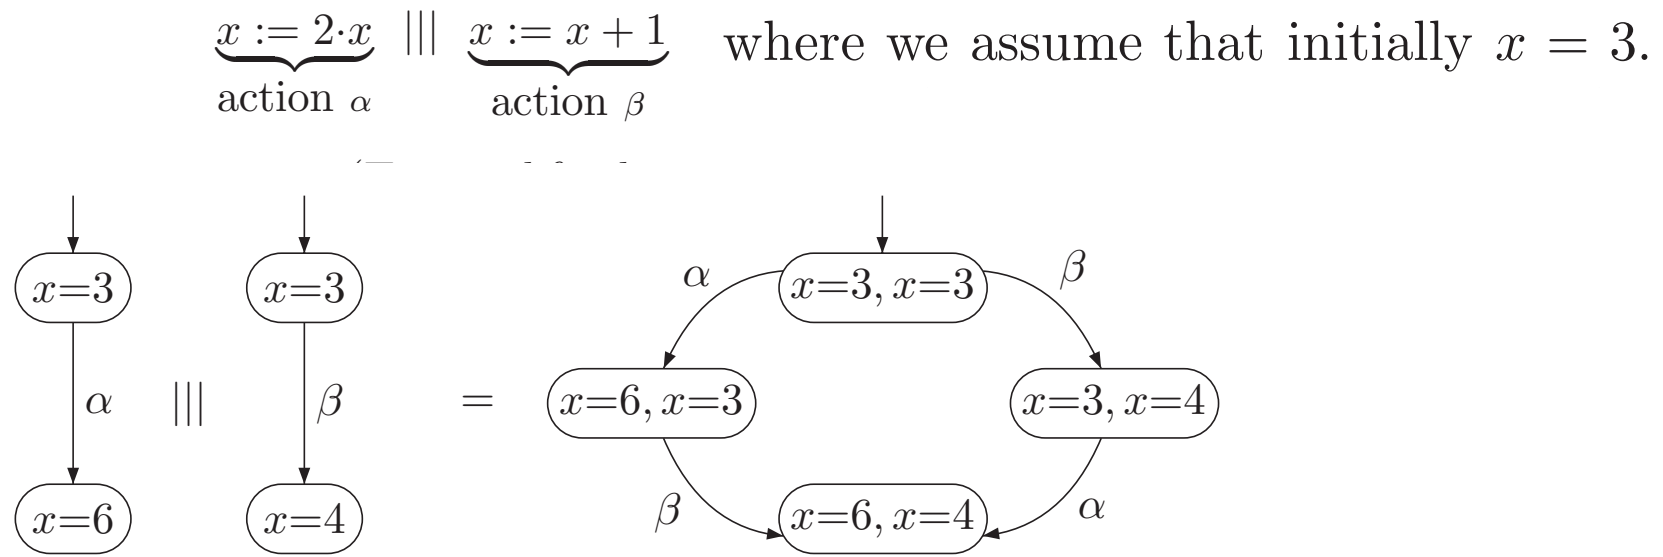 x := 2·x ||| x := x + 1 where we assume that initially x = 3.
action α action β
x=3 x=3 α x=3, x=3 β
α ||| β = x=6, x=3 x=3, x=4
x=6 x=4 β x=6, x=4 α